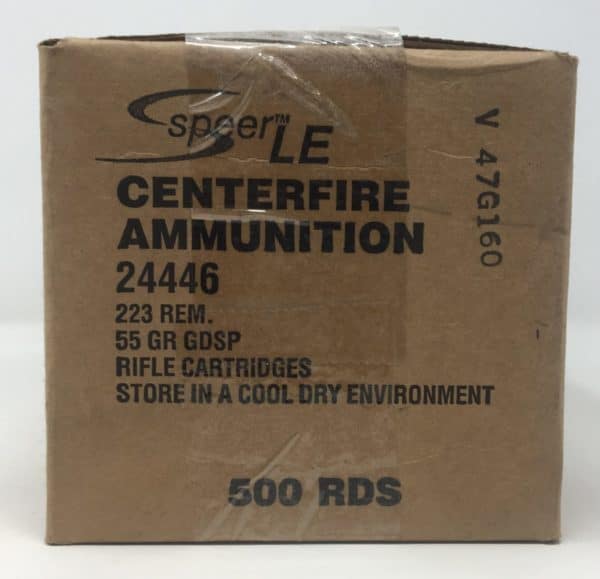 speer™ LE
CENTERFIRE
AMMUNITION
24446
223 REM.
55 GR GDSP
RIFLE CARTRIDGES
STORE IN A COOL DRY ENVIRONMENT
500 RDS
V 47G160